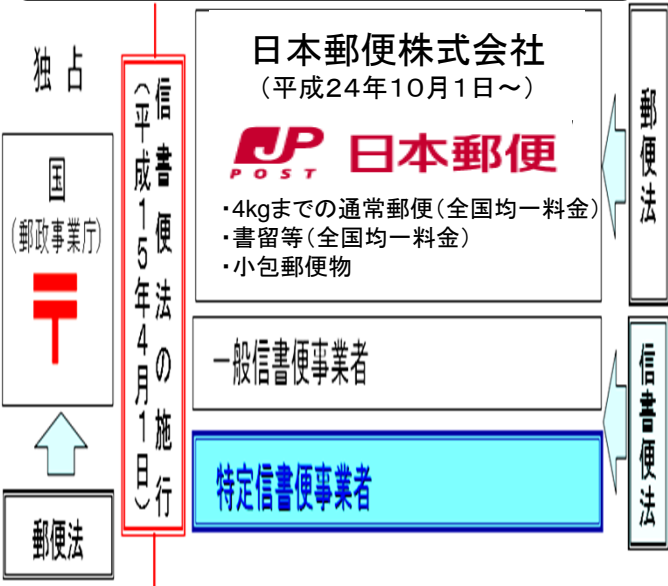 独占
国
(郵政事業庁)
〒
郵便法
信書便法の施行
(平成15年4月1日)
日本郵便株式会社
(平成24年10月1日~)
JP
POST
日本郵便
・4kgまでの通常郵便(全国均一料金)
・書留等(全国均一料金)
・小包郵便物
一般信書便事業者
特定信書便事業者
郵便法
信書便法